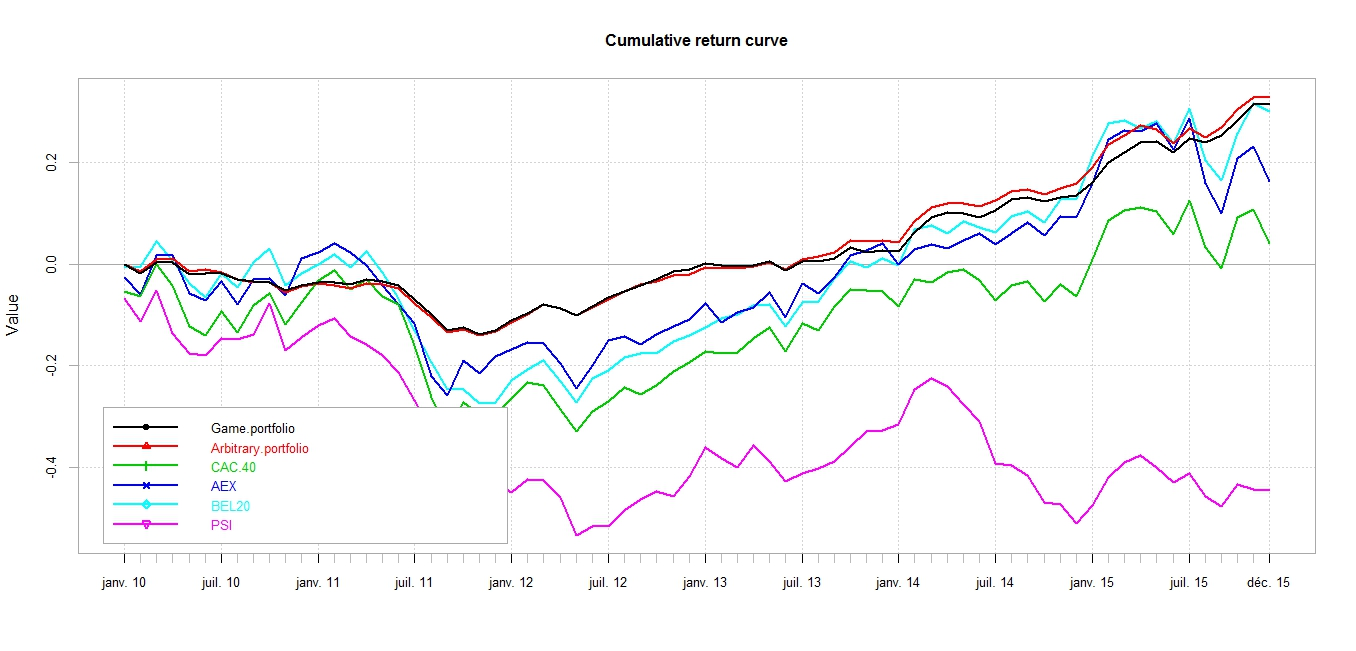 Cumulative return curve
Value
0.2
0.0
-0.2
-0.4
Game.portfolio
Arbitrary.portfolio
CAC.40
AEX
BEL20
PSI
janv. 10 juil. 10 janv. 11 juil. 11 janv. 12 juil. 12 janv. 13 juil. 13 janv. 14 juil. 14 janv. 15 juil. 15 déc. 15